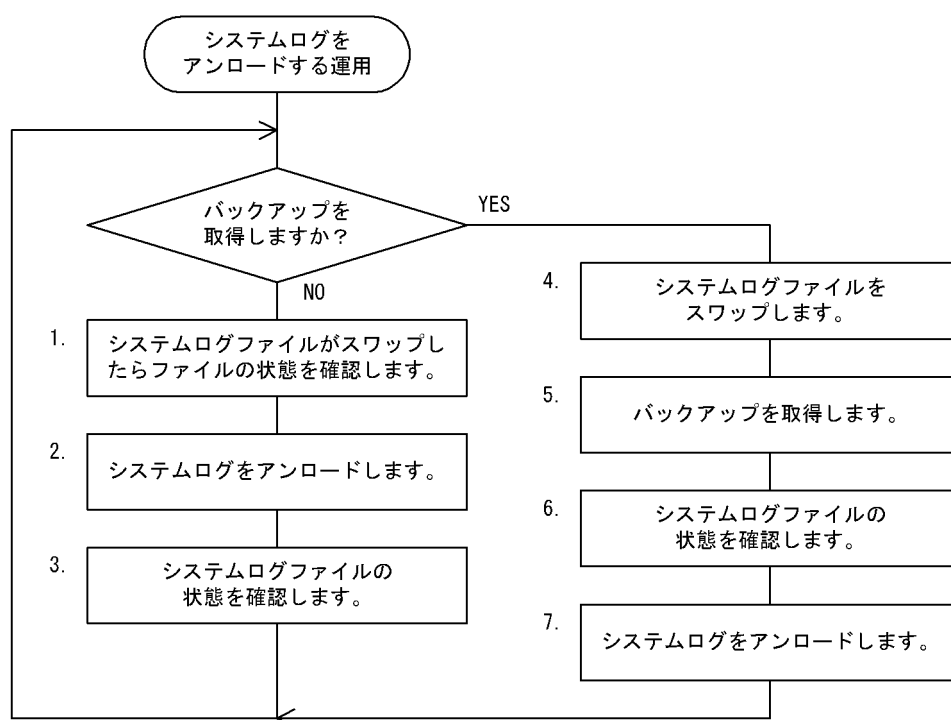 システムログを
アンロードする運用
バックアップを
取得しますか？
YES
NO
1.
システムログファイルがスワップし
たらファイルの状態を確認します。
2.
システムログをアンロードします。
3.
システムログファイルの
状態を確認します。
4.
システムログファイルを
スワップします。
5.
バックアップを取得します。
6.
システムログファイルの
状態を確認します。
7.
システムログをアンロードします。